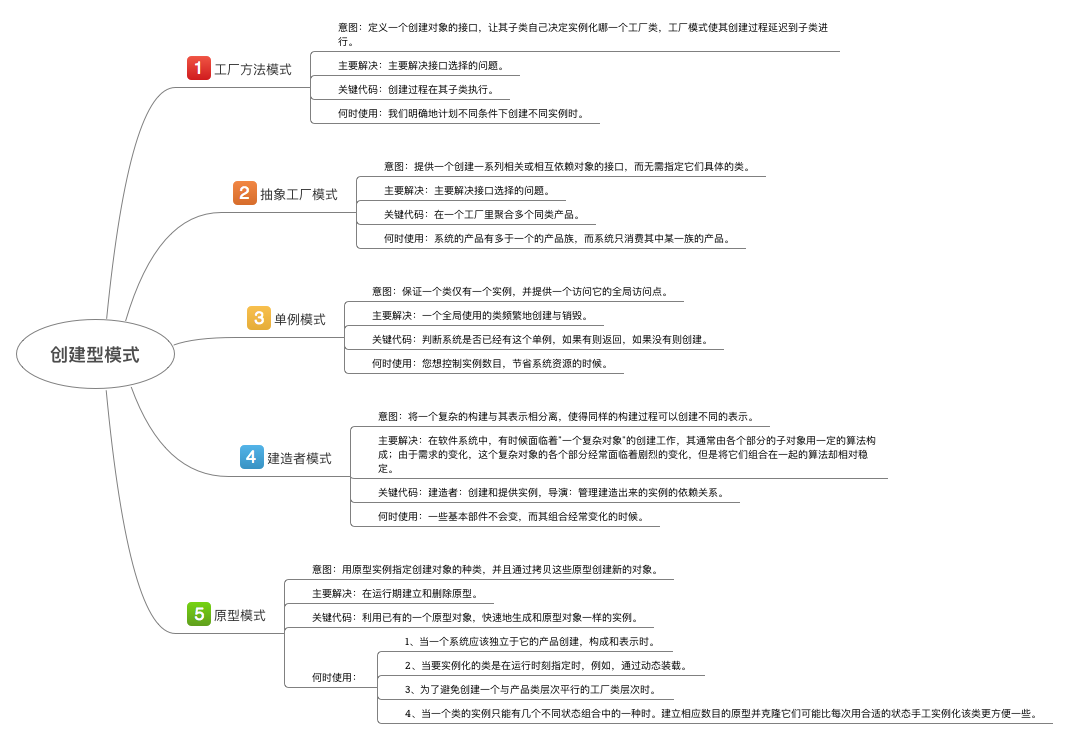 创建型模式
1 工厂方法模式
意图：定义一个创建对象的接口，让其子类自己决定实例化哪一个工厂类，工厂模式使其创建过程延迟到子类进
行。
主要解决：主要解决接口选择的问题。
关键代码：创建过程在其子类执行。
何时使用：我们明确地计划不同条件下创建不同实例时。
2 抽象工厂模式
意图：提供一个创建一系列相关或相互依赖对象的接口，而无需指定它们具体的类。
主要解决：主要解决接口选择的问题。
关键代码：在一个工厂里聚合多个同类产品。
何时使用：系统的产品有多于一个的产品族，而系统只消费其中某一族的产品。
3 单例模式
意图：保证一个类仅有一个实例，并提供一个访问它的全局访问点。
主要解决：一个全局使用的类频繁地创建与销毁。
关键代码：判断系统是否已经有这个单例，如果有则返回，如果没有则创建。
何时使用：您想控制实例数目，节省系统资源的时候。
4 建造者模式
意图：将一个复杂的构建与其表示相分离，使得同样的构建过程可以创建不同的表示。
主要解决：在软件系统中，有时候面临着"一个复杂对象"的创建工作，其通常由各个部分的子对象用一定的算法构
成；由于需求的变化，这个复杂对象的各个部分经常面临着剧烈的变化，但是将它们组合在一起的算法却相对稳
定。
关键代码：建造者：创建和提供实例，导演：管理建造出来的实例的依赖关系。
何时使用：一些基本部件不会变，而其组合经常变化的时候。
5 原型模式
意图：用原型实例指定创建对象的种类，并且通过拷贝这些原型创建新的对象。
主要解决：在运行期建立和删除原型。
关键代码：利用已有的一个原型对象，快速地生成和原型对象一样的实例。
何时使用：
1、当一个系统应该独立于它的产品创建，构成和表示时。
2、当要实例化的类是在运行时刻指定时，例如，通过动态装载。
3、为了避免创建一个与产品类层次平行的工厂类层次时。
4、当一个类的实例只能有几个不同状态组合中的一种时。建立相应数目的原型并克隆它们可能比每次用合适的状态手工实例化该类更方便一些。